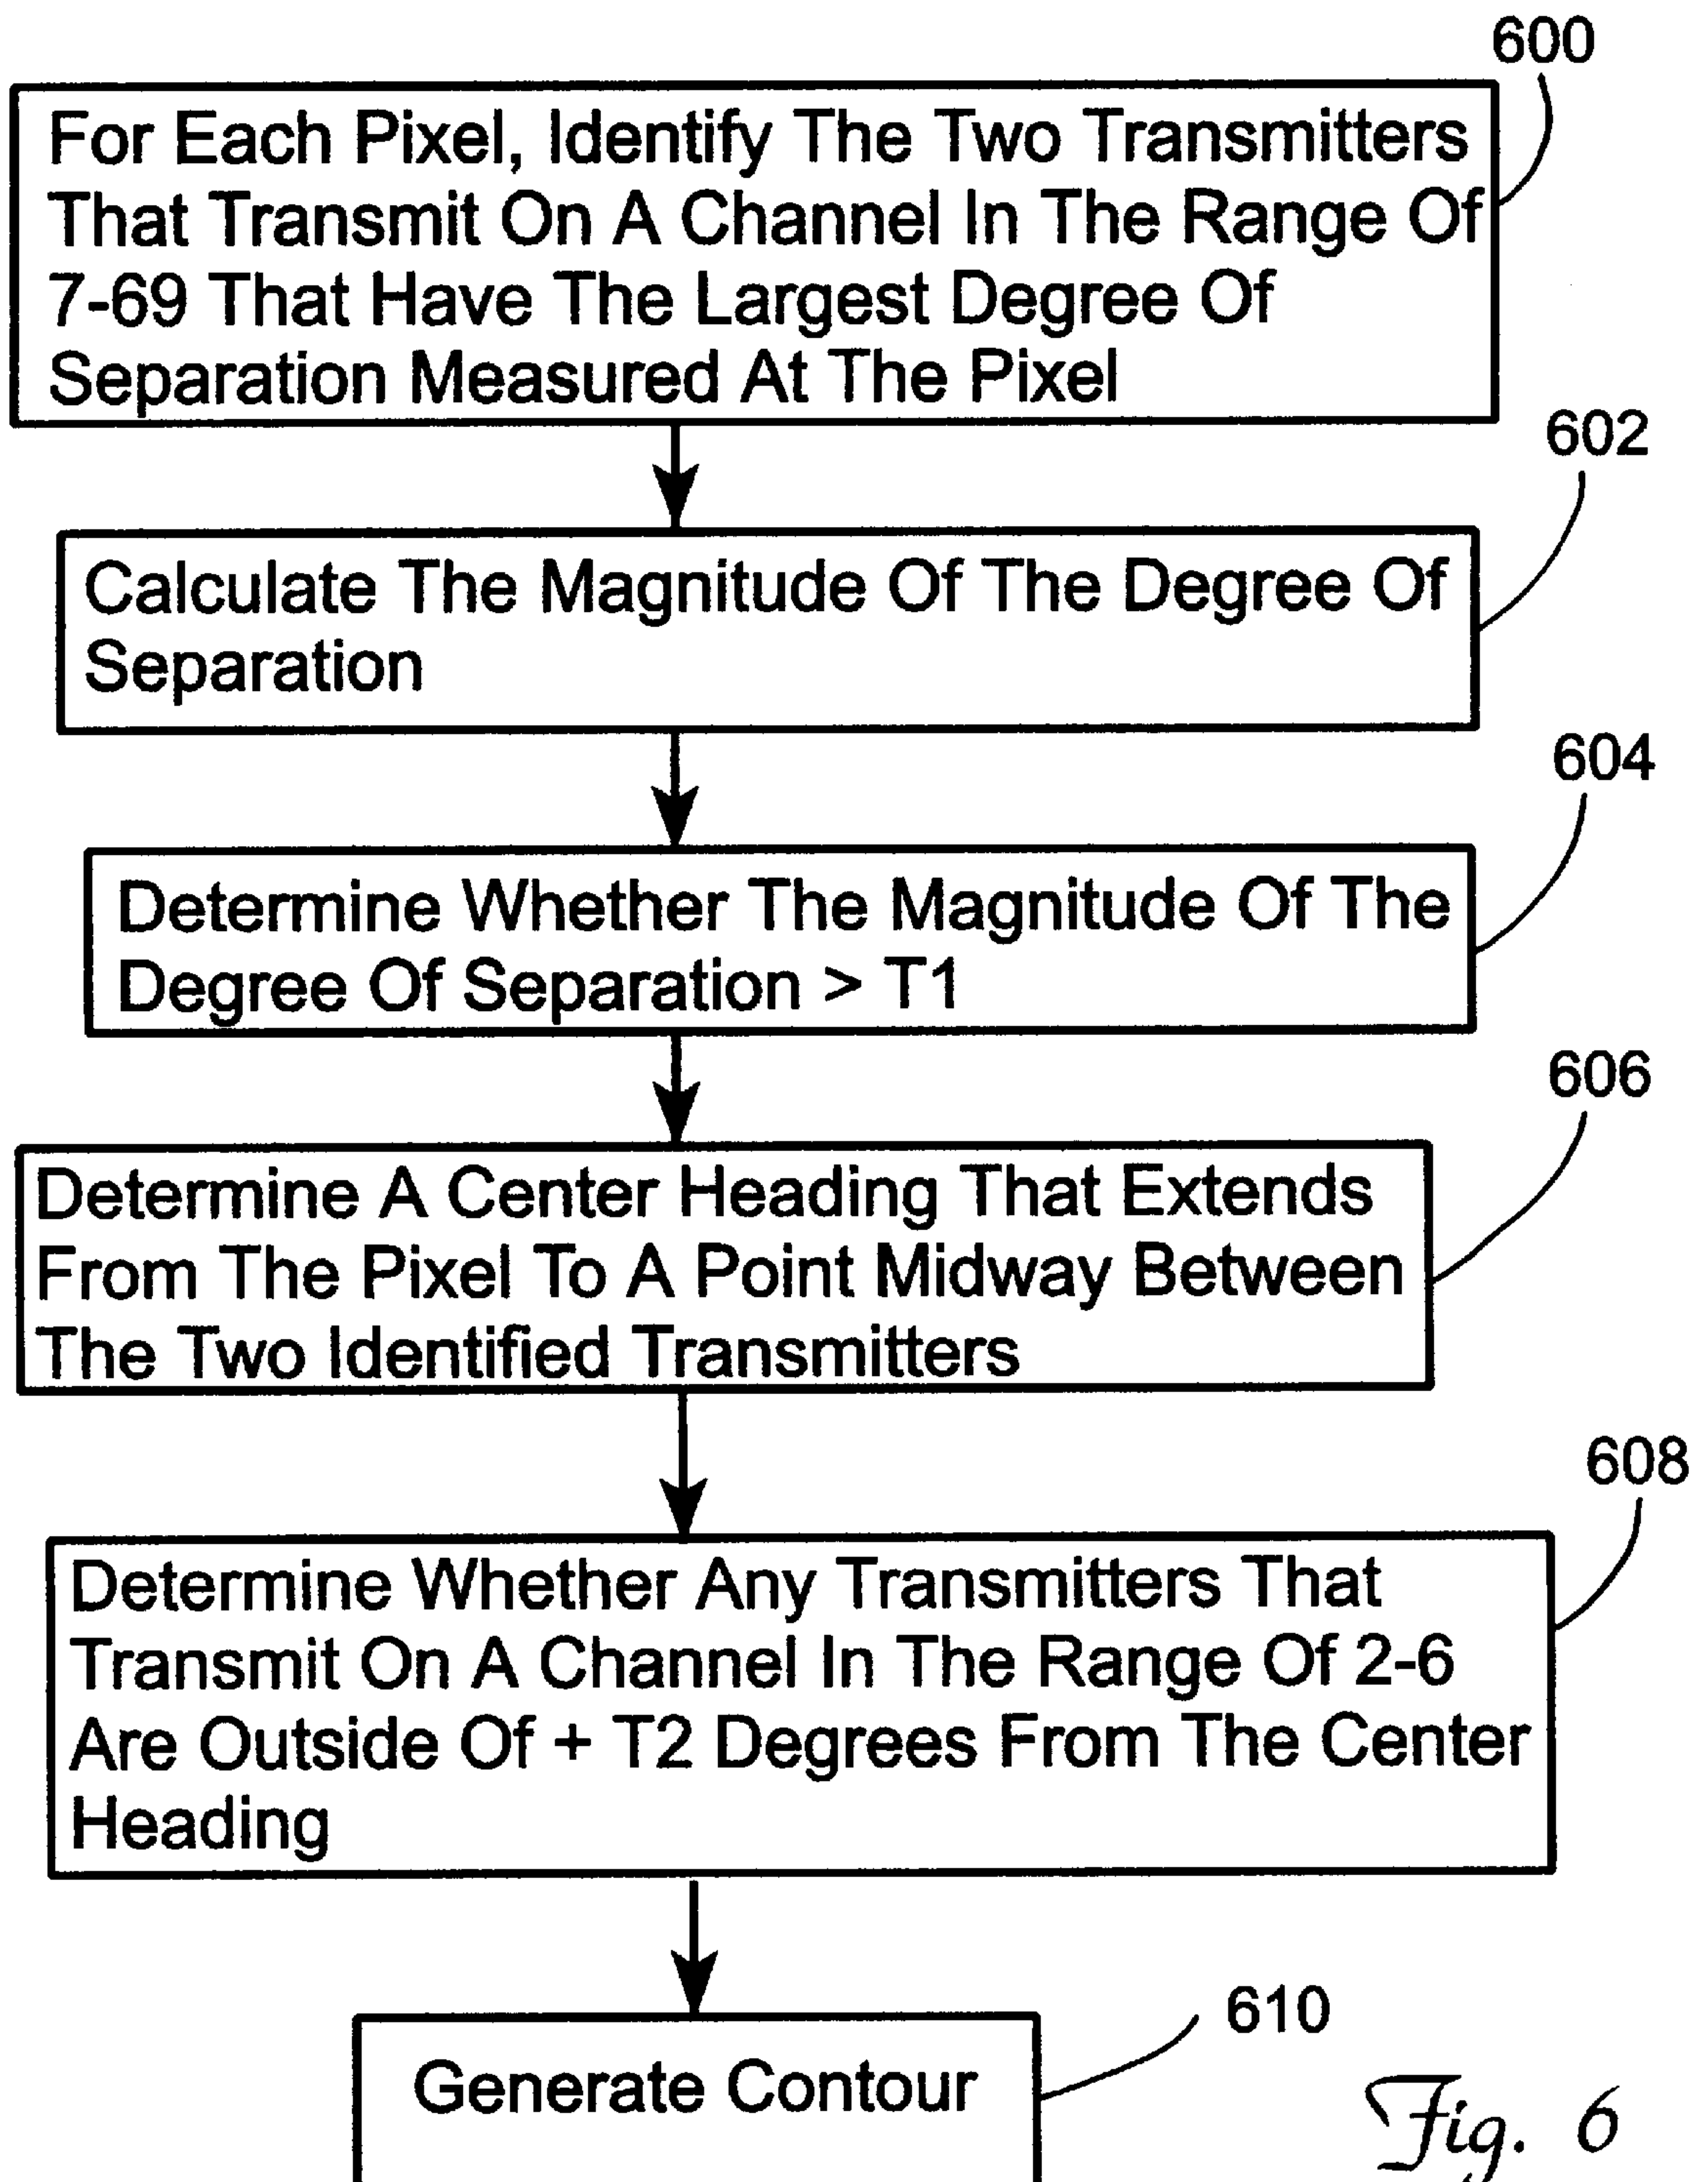 600
For Each Pixel, Identify The Two Transmitters
That Transmit On A Channel In The Range Of
7-69 That Have The Largest Degree Of
Separation Measured At The Pixel
602
Calculate The Magnitude Of The Degree Of
Separation
604
Determine Whether The Magnitude Of The
Degree Of Separation > T1
606
Determine A Center Heading That Extends
From The Pixel To A Point Midway Between
The Two Identified Transmitters
608
Determine Whether Any Transmitters That
Transmit On A Channel In The Range Of 2-6
Are Outside Of + T2 Degrees From The Center
Heading
610
Generate Contour
Fig. 6